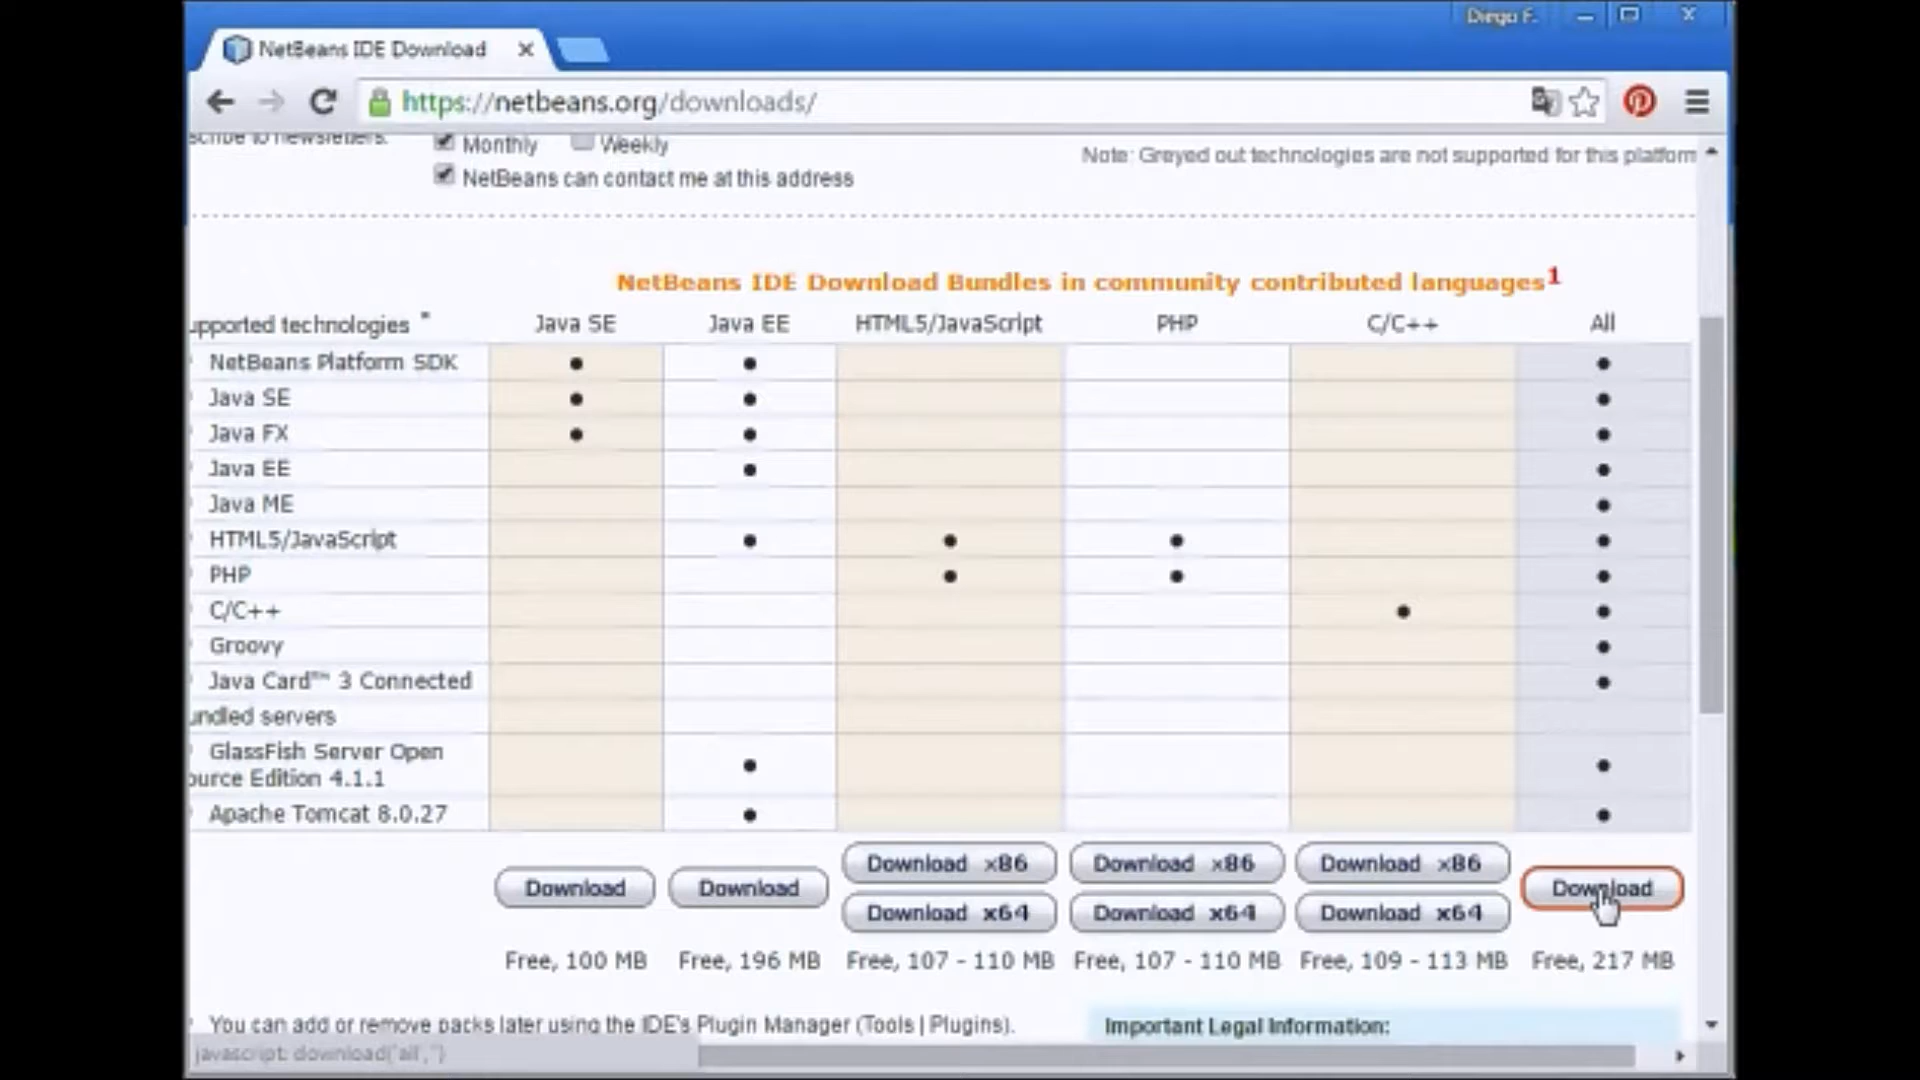 Diego F.
NetBeans IDE Download
https://netbeans.org/downloads/
scribe to newsletters: Monthly Weekly
Note: Greyed out technologies are not supported for this platform
NetBeans can contact me at this address
NetBeans IDE Download Bundles in community contributed languages1
upported technologies * Java SE Java EE HTML5/JavaScript PHP C/C++ All
NetBeans Platform SDK • • •
Java SE • • •
Java FX • • •
Java EE • •
Java ME •
HTML5/JavaScript • • • •
PHP • • •
C/C++ • •
Groovy •
Java Card™ 3 Connected •
undled servers
GlassFish Server Open
ource Edition 4.1.1 • •
Apache Tomcat 8.0.27 • •
Download x86 Download x86 Download x86
Download Download Download
Download x64 Download x64 Download x64
Free, 100 MB Free, 196 MB Free, 107 - 110 MB Free, 107 - 110 MB Free, 109 - 113 MB Free, 217 MB
You can add or remove packs later using the IDE's Plugin Manager (Tools | Plugins).
Important Legal Information:
javascript: download('all','')